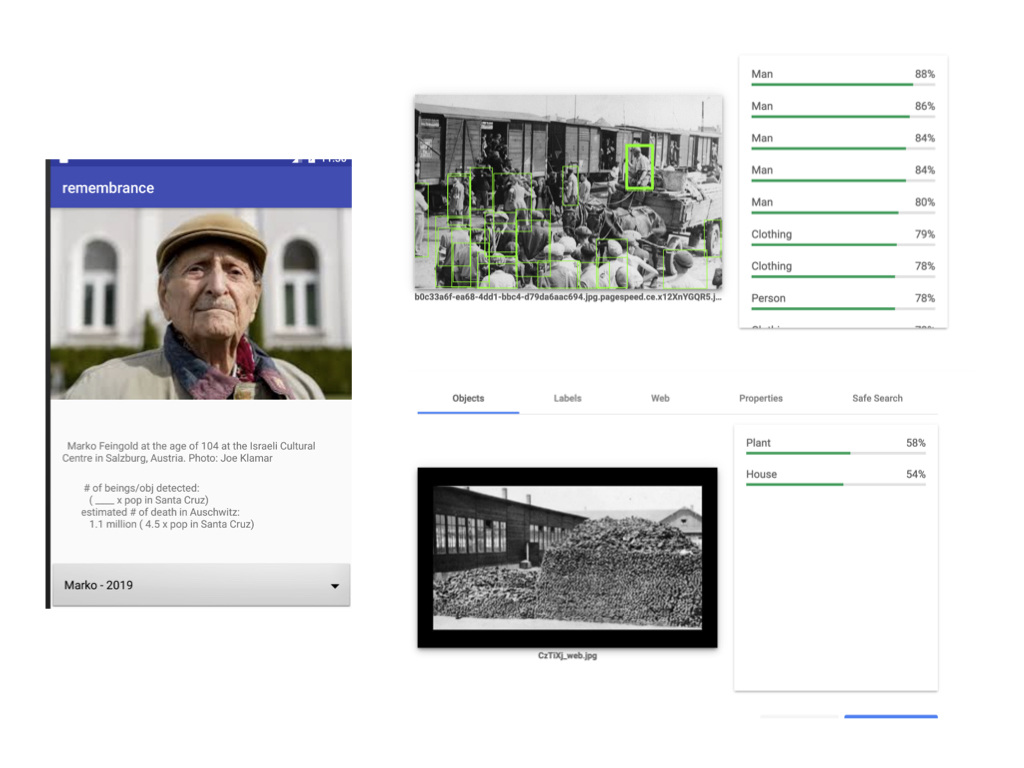 remembrance
Marko Feingold at the age of 104 at the Israeli Cultural
Centre in Salzburg, Austria. Photo: Joe Klamar
# of beings/obj detected:
( ____ x pop in Santa Cruz)
estimated # of death in Auschwitz:
1.1 million ( 4.5 x pop in Santa Cruz)
Marko - 2019
b0c33a6f-ea68-4dd1-bbc4-d79da6aac694.jpg.pagespeed.ce.x12XnYGQR5.j...
Man 88%
Man 86%
Man 84%
Man 84%
Man 80%
Clothing 79%
Clothing 78%
Person 78%
Objects Labels Web Properties Safe Search
CzTiXj_web.jpg
Plant 58%
House 54%